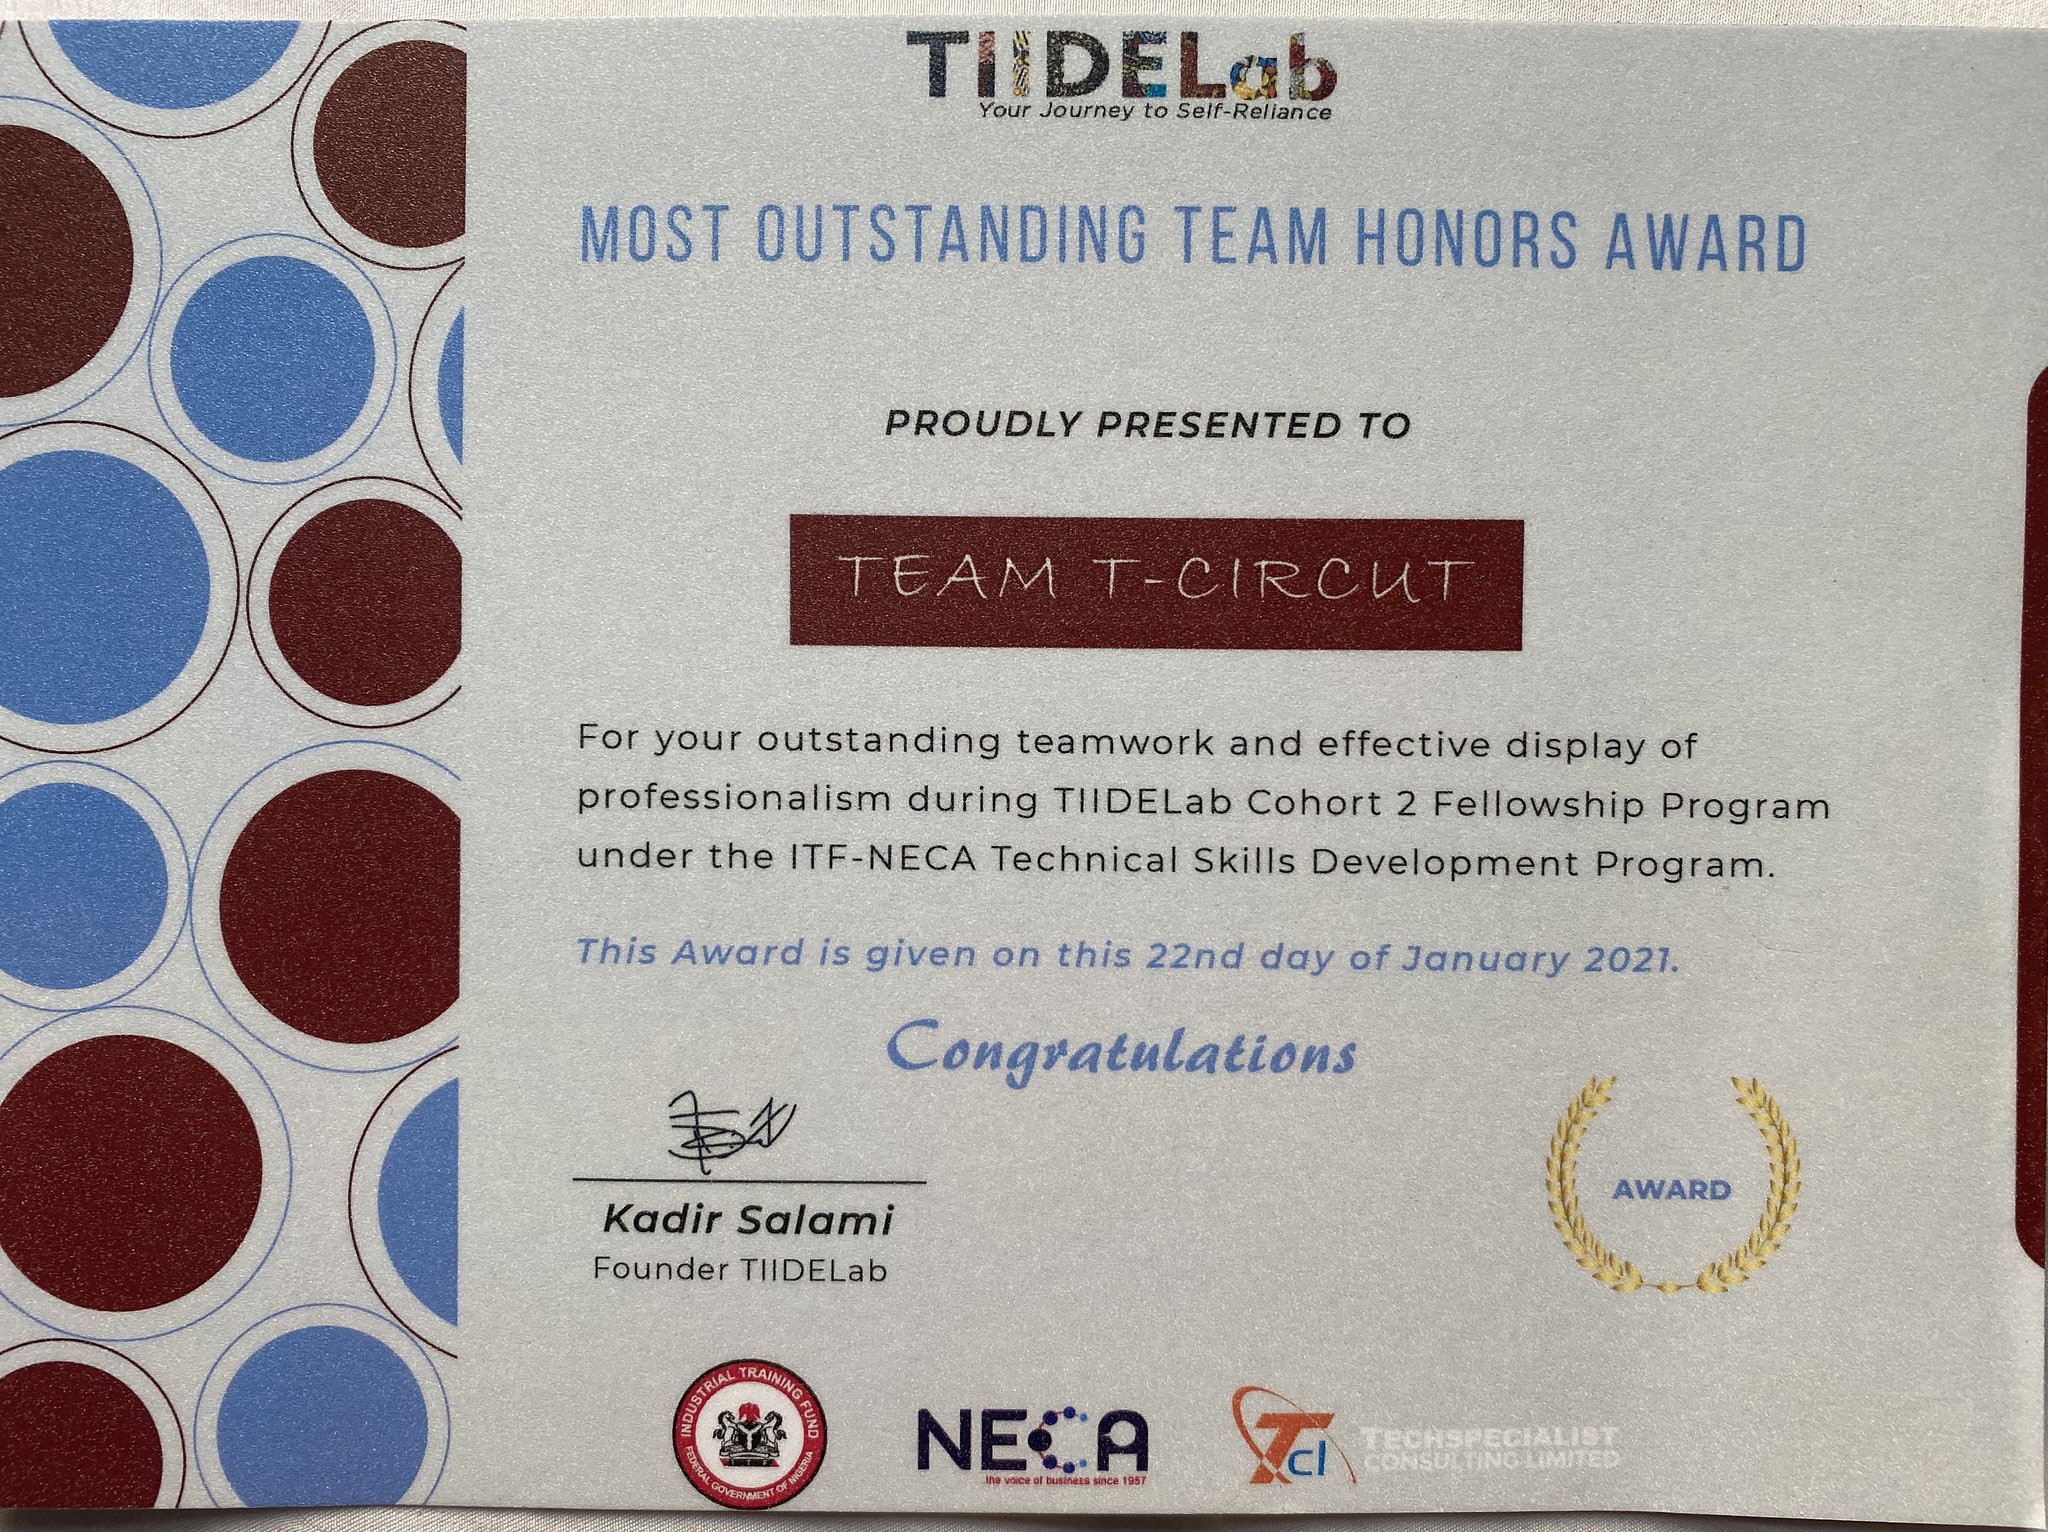 TIIDELab
Your Journey to Self-Reliance
MOST OUTSTANDING TEAM HONORS AWARD
PROUDLY PRESENTED TO
TEAM T-CIRCUT
For your outstanding teamwork and effective display of
professionalism during TIIDELab Cohort 2 Fellowship Program
under the ITF-NECA Technical Skills Development Program.
This Award is given on this 22nd day of January 2021.
Congratulations
Kadir Salami
Founder TIIDELab
AWARD
INDUSTRIAL TRAINING FUND
ITF
FEDERAL GOVERNMENT OF NIGERIA
NECA
the voice of business since 1957
Tcl
TECHSPECIALIST
CONSULTING LIMITED